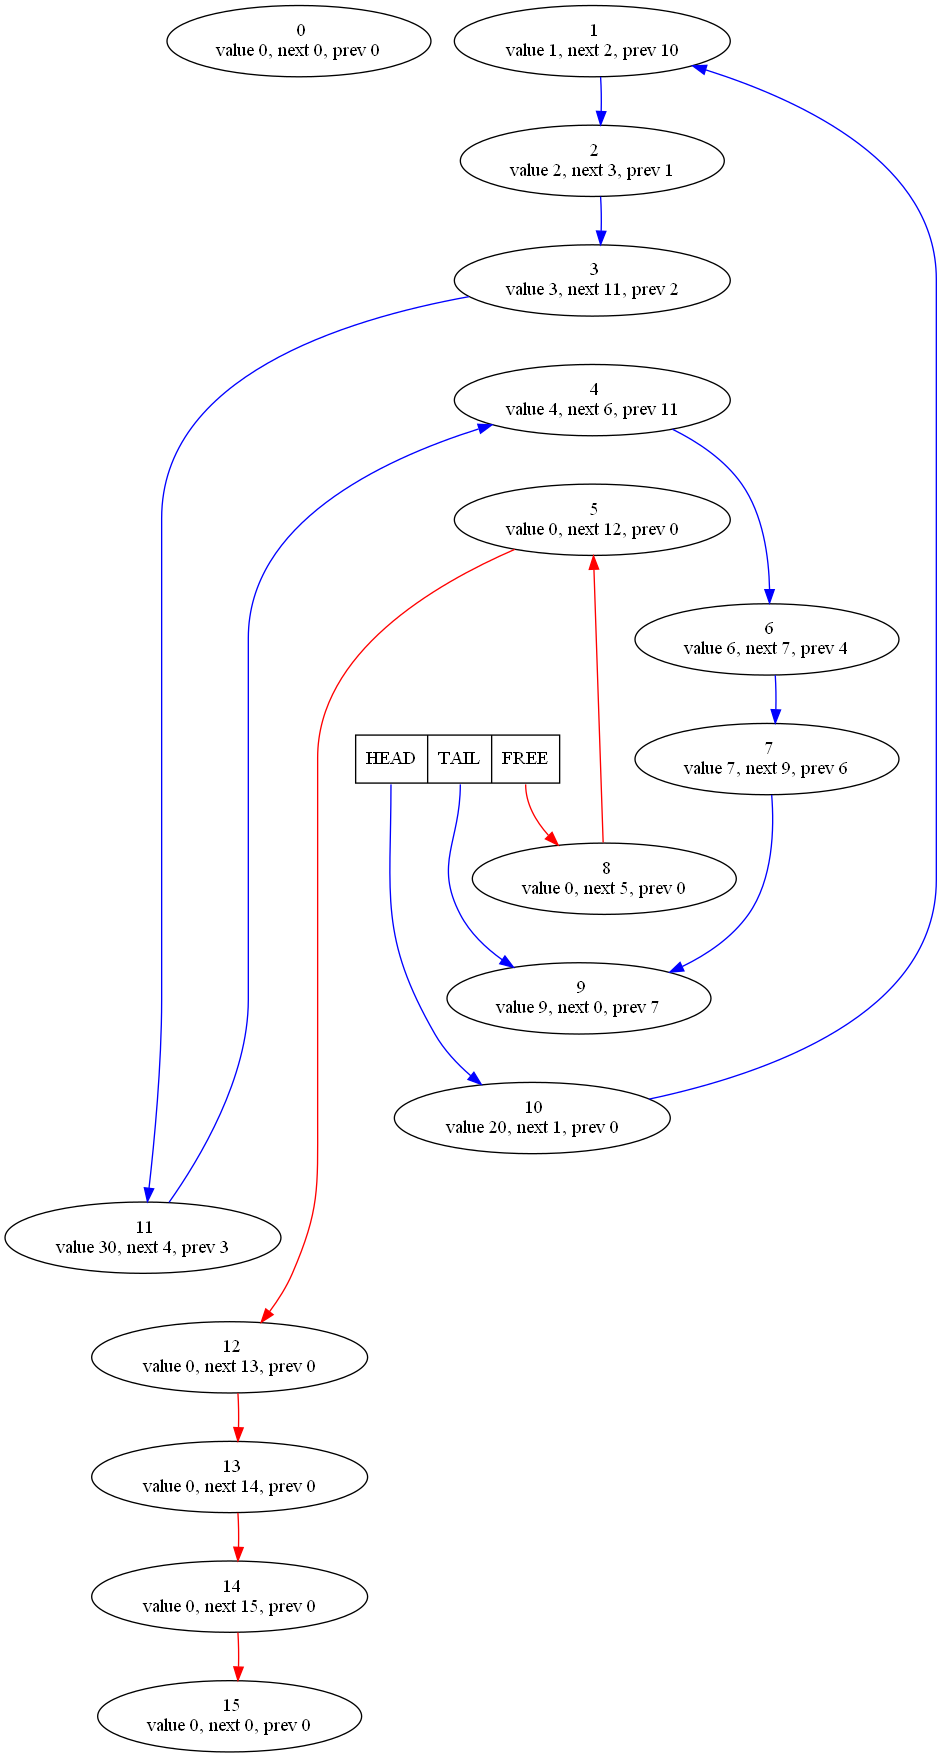 0
value 0, next 0, prev 0
1
value 1, next 2, prev 10
2
value 2, next 3, prev 1
3
value 3, next 11, prev 2
4
value 4, next 6, prev 11
5
value 0, next 12, prev 0
6
value 6, next 7, prev 4
HEAD TAIL FREE
7
value 7, next 9, prev 6
8
value 0, next 5, prev 0
9
value 9, next 0, prev 7
10
value 20, next 1, prev 0
11
value 30, next 4, prev 3
12
value 0, next 13, prev 0
13
value 0, next 14, prev 0
14
value 0, next 15, prev 0
15
value 0, next 0, prev 0